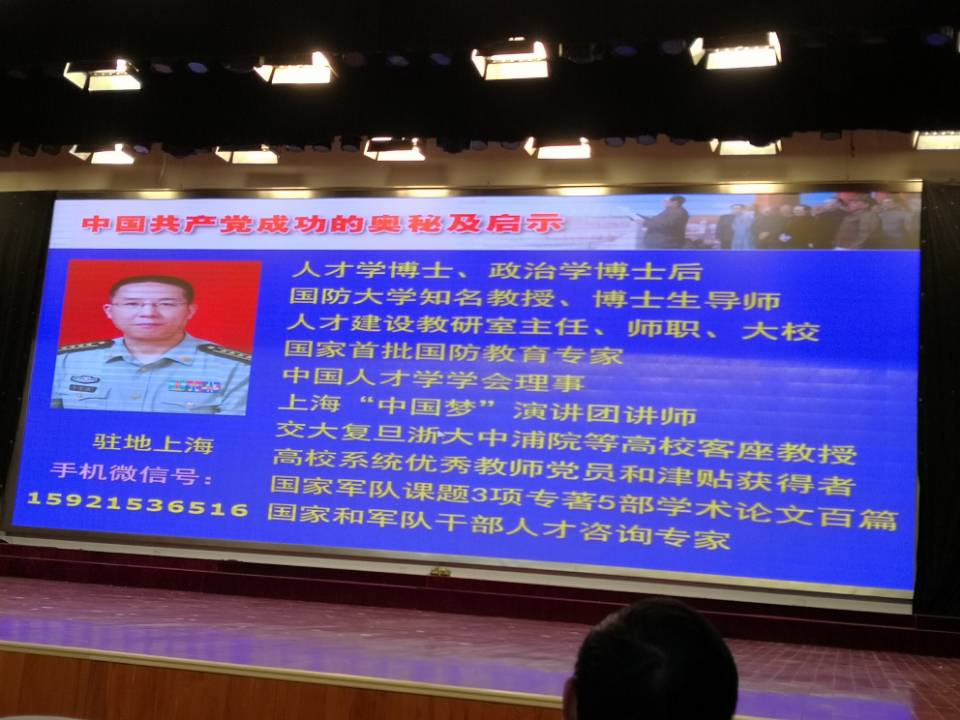 中国共产党成功的奥秘及启示
人才学博士、政治学博士后
国防大学知名教授、博士生导师
人才建设教研室主任、师职、大校
国家首批国防教育专家
中国人才学学会理事
上海“中国梦”演讲团讲师
交大复旦浙大中浦院等高校客座教授
高校系统优秀教师党员和津贴获得者
国家军队课题3项专著5部学术论文百篇
国家和军队干部人才咨询专家
驻地上海
手机微信号：
15921536516